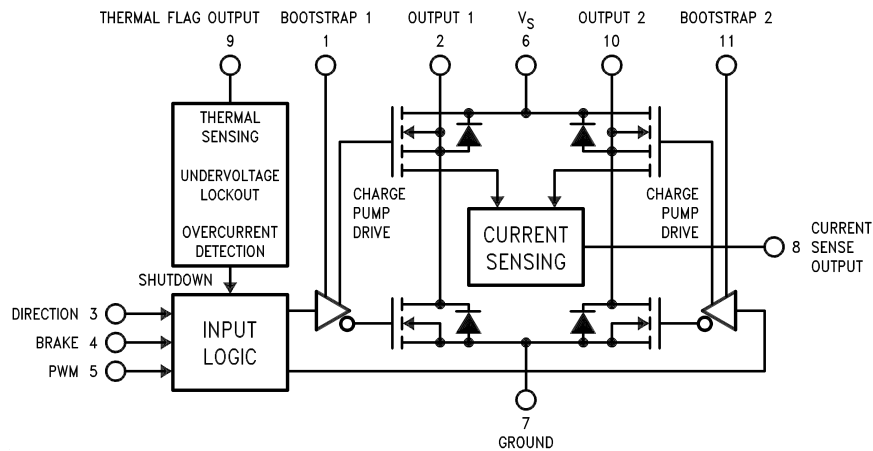 THERMAL FLAG OUTPUT
9
BOOTSTRAP 1
1
OUTPUT 1
2
VS
6
OUTPUT 2
10
BOOTSTRAP 2
11
THERMAL
SENSING
UNDERVOLTAGE
LOCKOUT
OVERCURRENT
DETECTION
SHUTDOWN
CHARGE
PUMP
DRIVE
CURRENT
SENSING
CHARGE
PUMP
DRIVE
8 CURRENT
SENSE
OUTPUT
DIRECTION 3
BRAKE 4
PWM 5
INPUT
LOGIC
7
GROUND